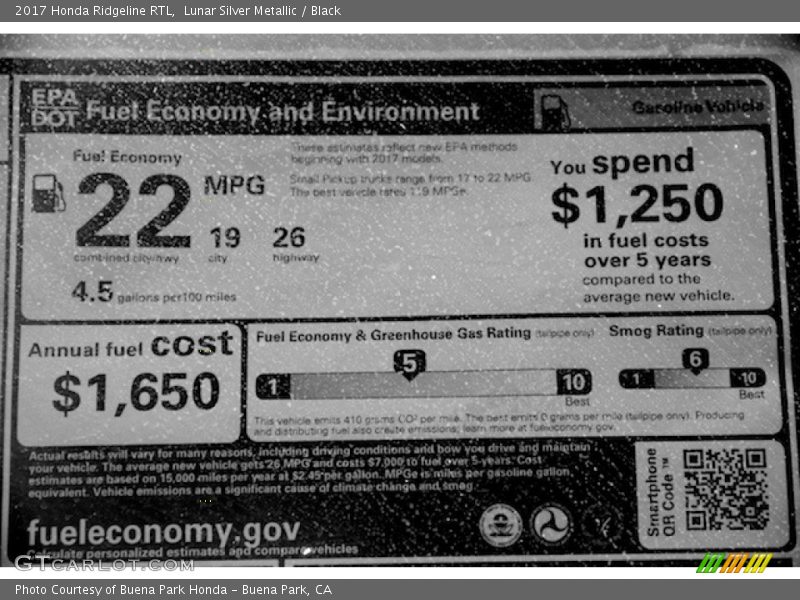 2017 Honda Ridgeline RTL, Lunar Silver Metallic / Black
EPA
DOT
Fuel Economy and Environment
Gasoline Vehicle
Fuel Economy
22 MPG
combined city/hwy
19
city
26
highway
4.5 gallons per 100 miles
These estimates reflect new EPA methods
beginning with 2017 models.
Small Pickup trucks range from 17 to 22 MPG.
The best vehicle rates 119 MPGe.
You spend
$1,250
in fuel costs
over 5 years
compared to the
average new vehicle.
Annual fuel cost
$1,650
Fuel Economy & Greenhouse Gas Rating (tailpipe only)
5
1
10
Best
Smog Rating (tailpipe only)
6
1
10
Best
This vehicle emits 410 grams CO² per mile. The best emits 0 grams per mile (tailpipe only). Producing
and distributing fuel also create emissions; learn more at fueleconomy.gov.
Actual results will vary for many reasons, including driving conditions and how you drive and maintain
your vehicle. The average new vehicle gets 26 MPG and costs $7,000 to fuel over 5 years. Cost
estimates are based on 15,000 miles per year at $2.45 per gallon. MPGe is miles per gasoline gallon
equivalent. Vehicle emissions are a significant cause of climate change and smog.
fueleconomy.gov
Calculate personalized estimates and compare vehicles
Smartphone
QR Code™
GTCarLot.com
Photo Courtesy of Buena Park Honda - Buena Park, CA